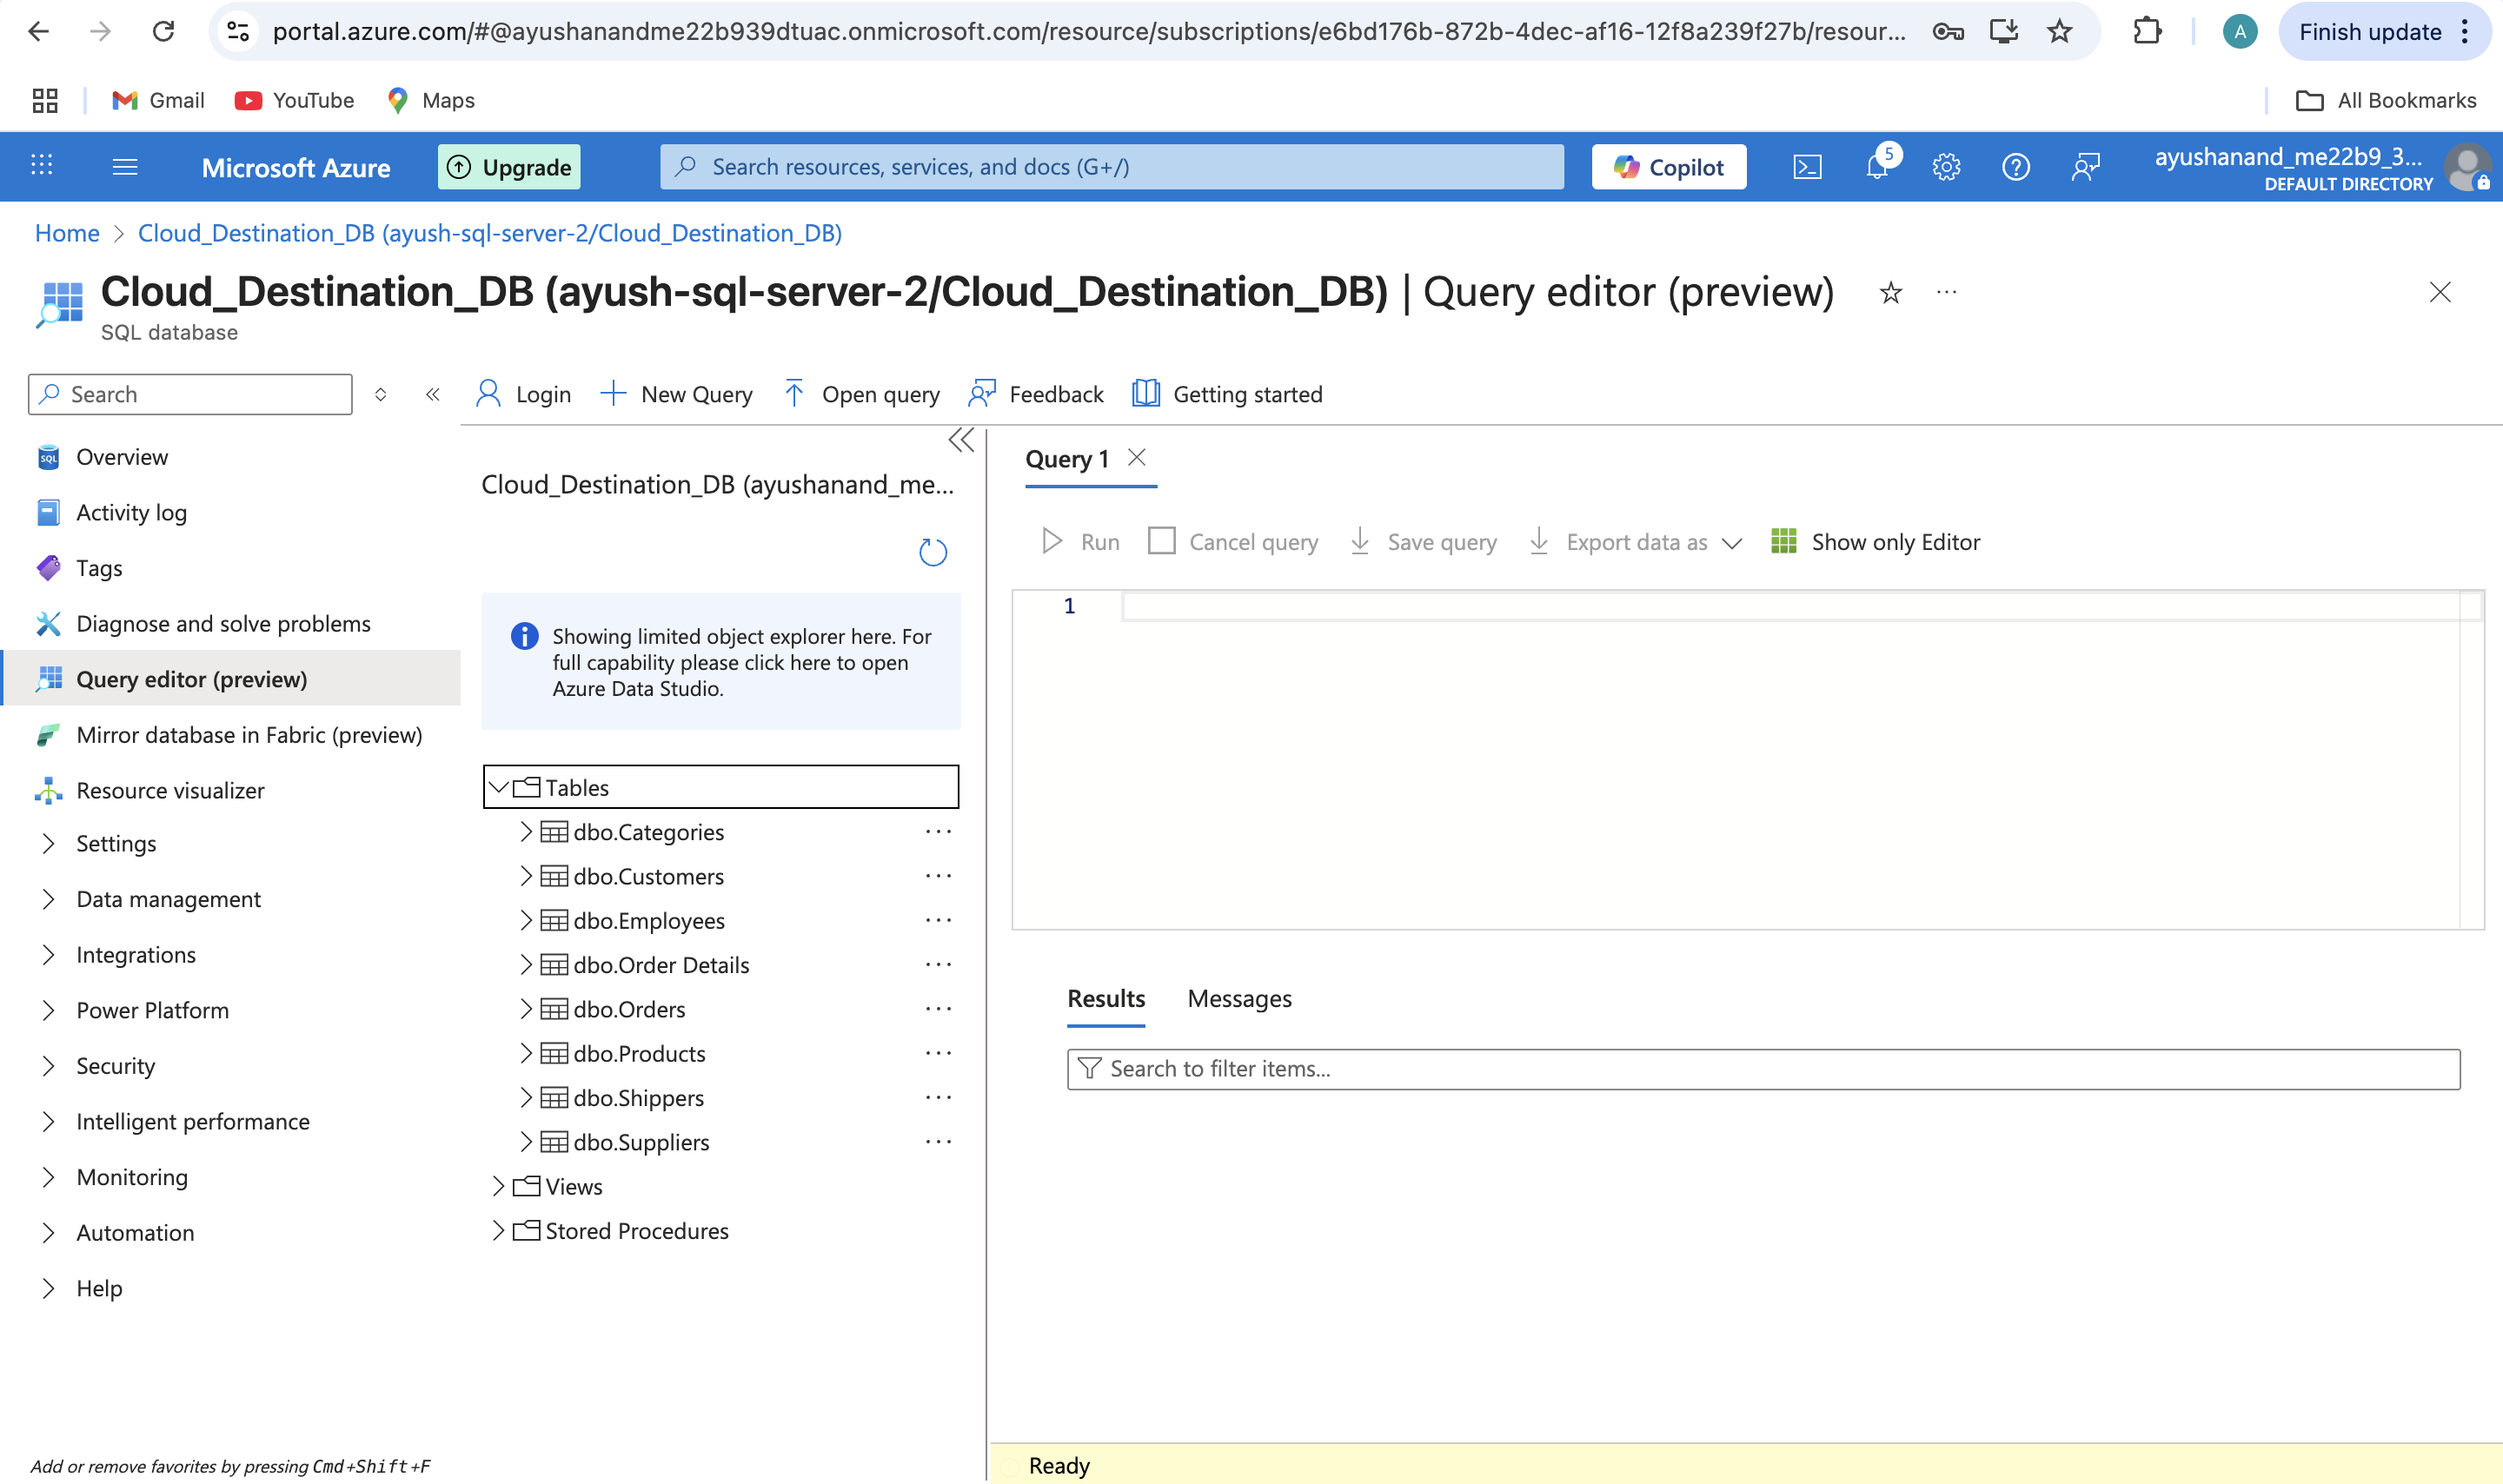 portal.azure.com/#@ayushanandme22b939dtuac.onmicrosoft.com/resource/subscriptions/e6bd176b-872b-4dec-af16-12f8a239f27b/resour...
A
Finish update
Gmail
YouTube
Maps
All Bookmarks
Microsoft Azure
Upgrade
Search resources, services, and docs (G+/)
Copilot
5
ayushanand_me22b9_3...
DEFAULT DIRECTORY
Home > Cloud_Destination_DB (ayush-sql-server-2/Cloud_Destination_DB)
Cloud_Destination_DB (ayush-sql-server-2/Cloud_Destination_DB) | Query editor (preview)
SQL database
Search
Overview
Activity log
Tags
Diagnose and solve problems
Query editor (preview)
Mirror database in Fabric (preview)
Resource visualizer
Settings
Data management
Integrations
Power Platform
Security
Intelligent performance
Monitoring
Automation
Help
Add or remove favorites by pressing Cmd+Shift+F
Login
New Query
Open query
Feedback
Getting started
Cloud_Destination_DB (ayushanand_me...
Showing limited object explorer here. For
full capability please click here to open
Azure Data Studio.
Tables
dbo.Categories
dbo.Customers
dbo.Employees
dbo.Order Details
dbo.Orders
dbo.Products
dbo.Shippers
dbo.Suppliers
Views
Stored Procedures
Query 1
Run
Cancel query
Save query
Export data as
Show only Editor
1
Results
Messages
Search to filter items...
Ready